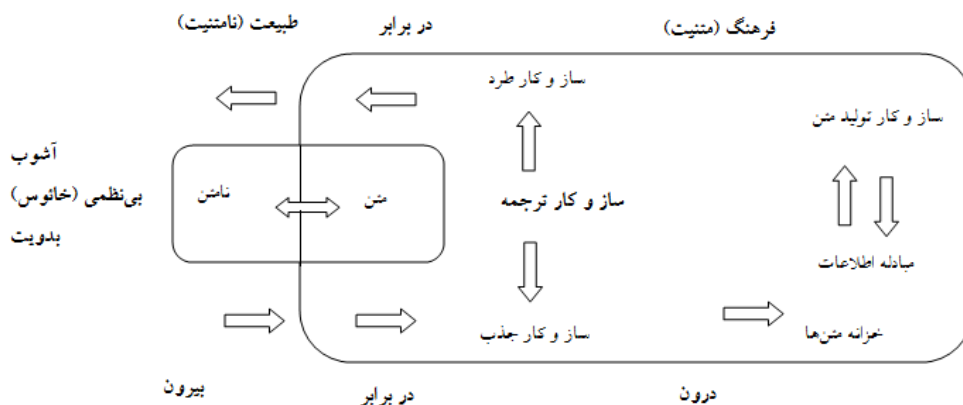 فرهنگ (متنیت)
در برابر
طبیعت (نامتنیت)
ساز و کار طرد
ساز و کار تولید متن
آشوب
بی‌نظمی (خائوس)
بدویت
نامتن
متن
ساز و کار ترجمه
مبادله اطلاعات
ساز و کار جذب
خزانه متن‌ها
درون
در برابر
بیرون